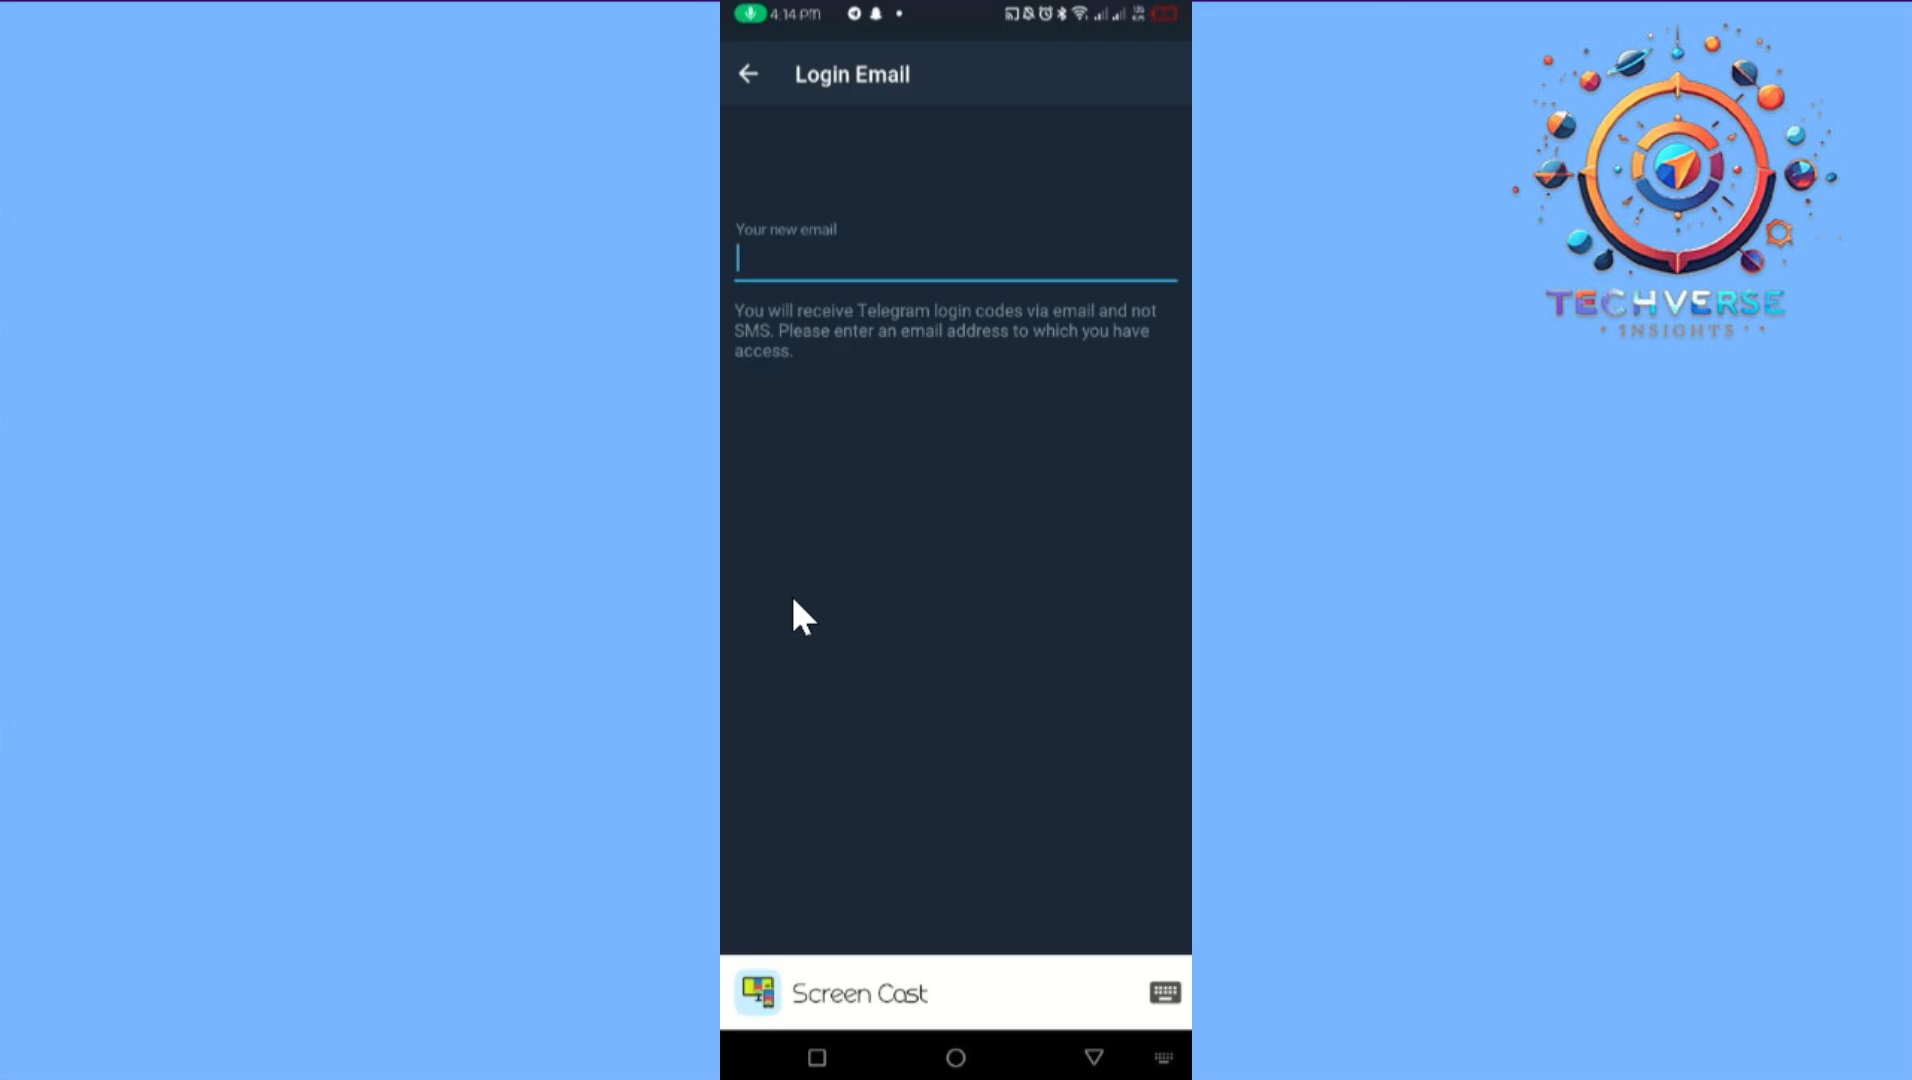 4:14 PM
Login Email
Your new email
You will receive Telegram login codes via email and not
SMS. Please enter an email address to which you have
access.
Screen Cast
TECHVERSE
INSIGHTS